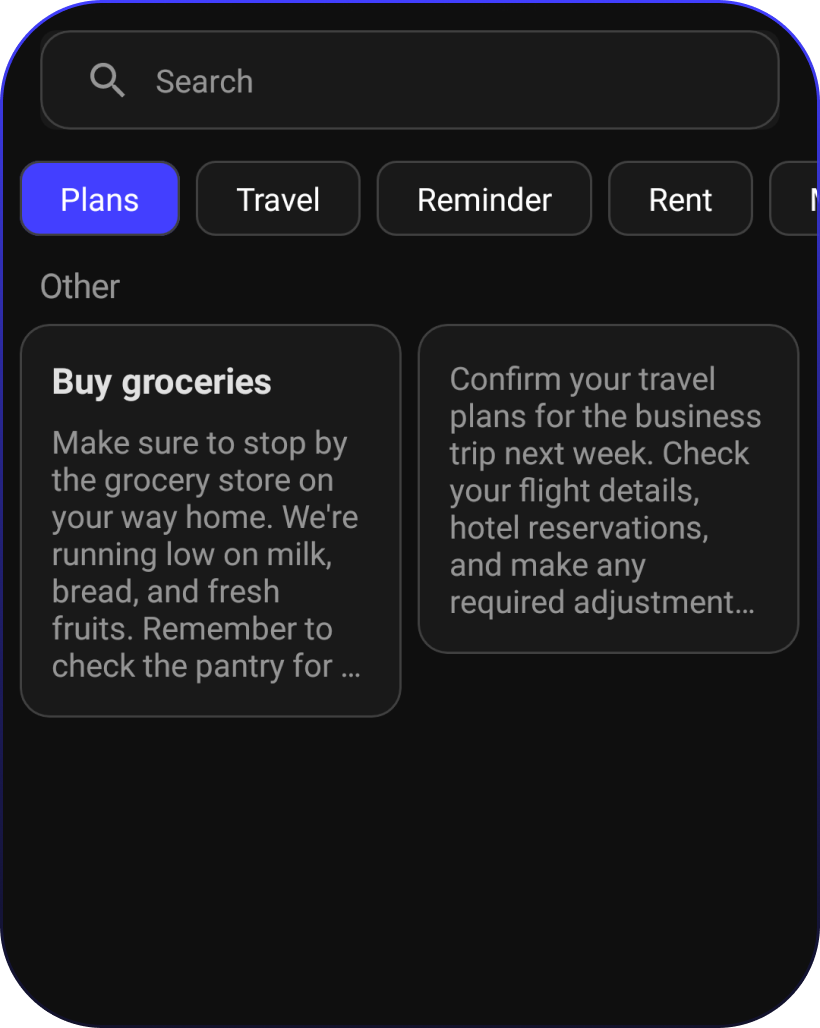 Search
Plans
Travel
Reminder
Rent
Other
Buy groceries
Make sure to stop by
the grocery store on
your way home. We're
running low on milk,
bread, and fresh
fruits. Remember to
check the pantry for ...
Confirm your travel
plans for the business
trip next week. Check
your flight details,
hotel reservations,
and make any
required adjustment...